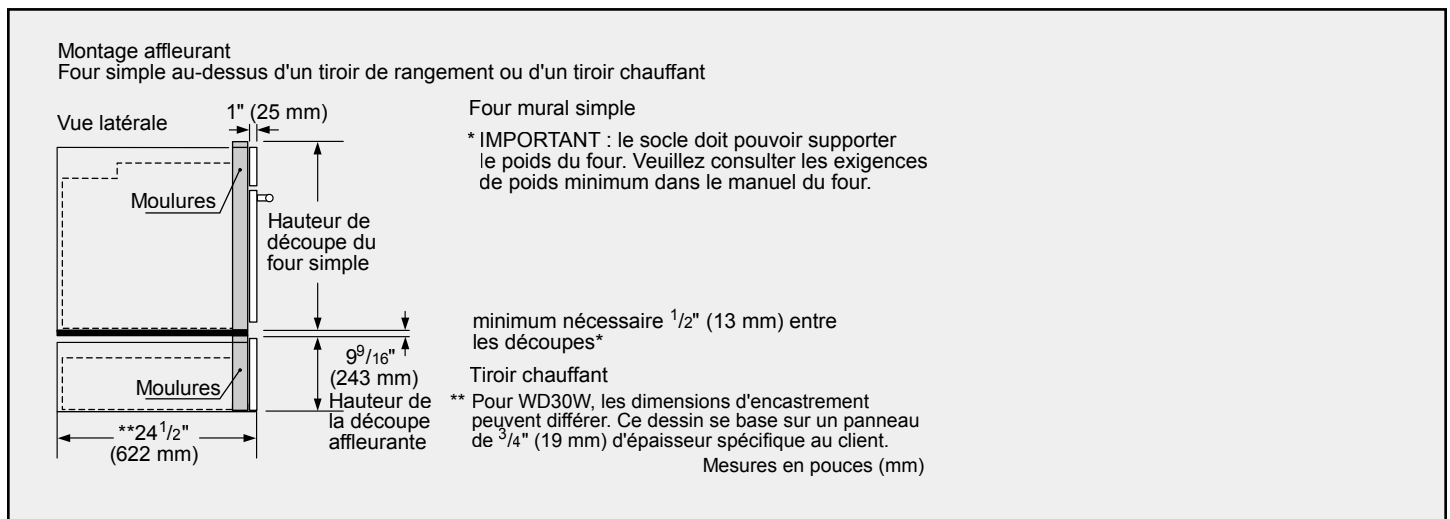 Montage affleurant
Four simple au-dessus d'un tiroir de rangement ou d'un tiroir chauffant
Vue latérale
1" (25 mm)
Moulures
Hauteur de
découpe du
four simple
9 9/16"
(243 mm)
Hauteur de
la découpe
affleurante
Moulures
**24 1/2"
(622 mm)
Four mural simple
* IMPORTANT : le socle doit pouvoir supporter
le poids du four. Veuillez consulter les exigences
de poids minimum dans le manuel du four.
minimum nécessaire 1/2" (13 mm) entre
les découpes*
Tiroir chauffant
** Pour WD30W, les dimensions d'encastrement
peuvent différer. Ce dessin se base sur un panneau
de 3/4" (19 mm) d'épaisseur spécifique au client.
Mesures en pouces (mm)